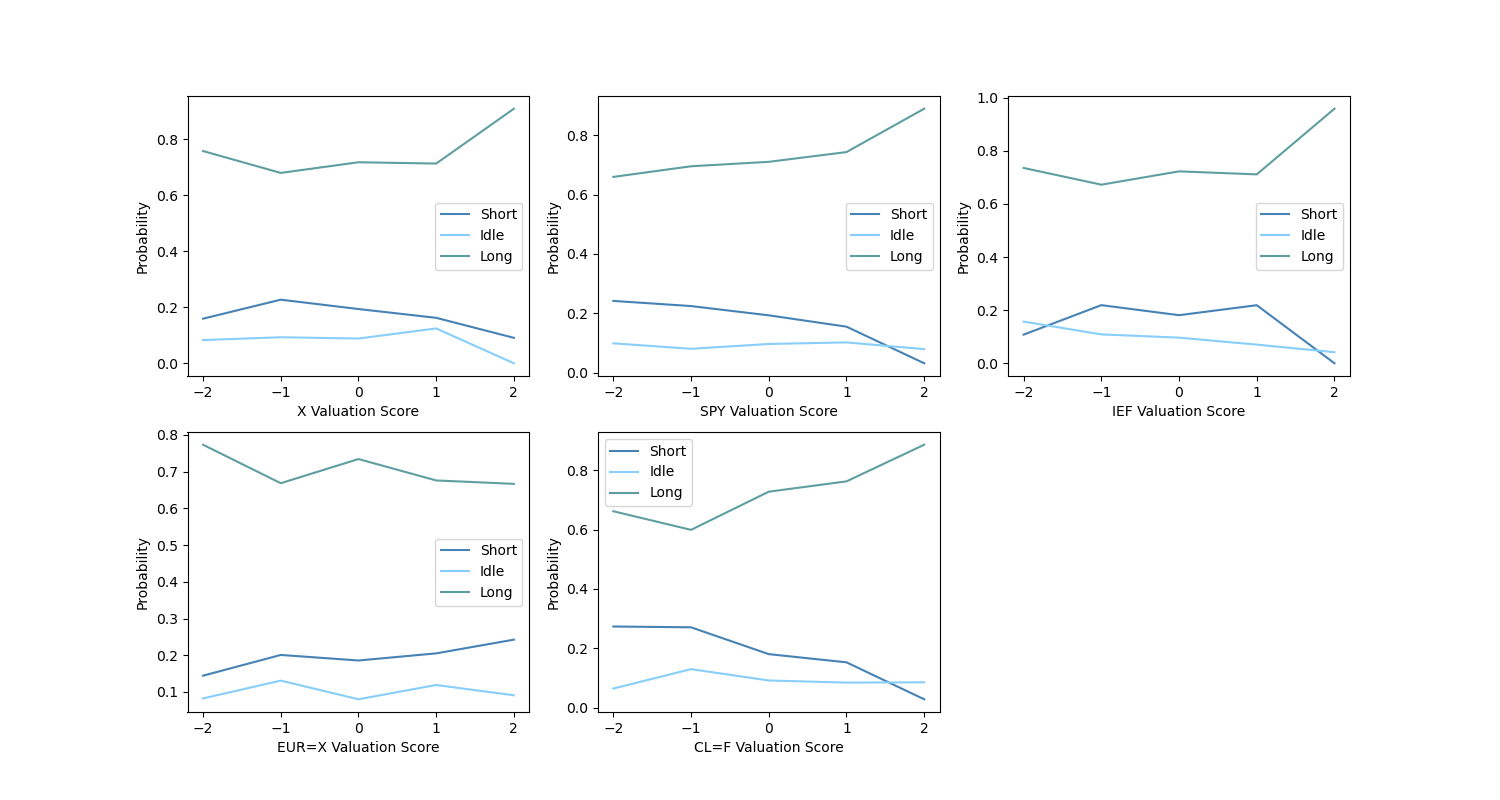 Probability
0.8
0.6
0.4
0.2
0.0
Short
Idle
Long
−2 −1 0 1 2
X Valuation Score
Probability
0.8
0.6
0.4
0.2
0.0
Short
Idle
Long
−2 −1 0 1 2
SPY Valuation Score
Probability
1.0
0.8
0.6
0.4
0.2
0.0
Short
Idle
Long
−2 −1 0 1 2
IEF Valuation Score
Probability
0.8
0.7
0.6
0.5
0.4
0.3
0.2
0.1
Short
Idle
Long
−2 −1 0 1 2
EUR=X Valuation Score
Probability
0.8
0.6
0.4
0.2
0.0
Short
Idle
Long
−2 −1 0 1 2
CL=F Valuation Score